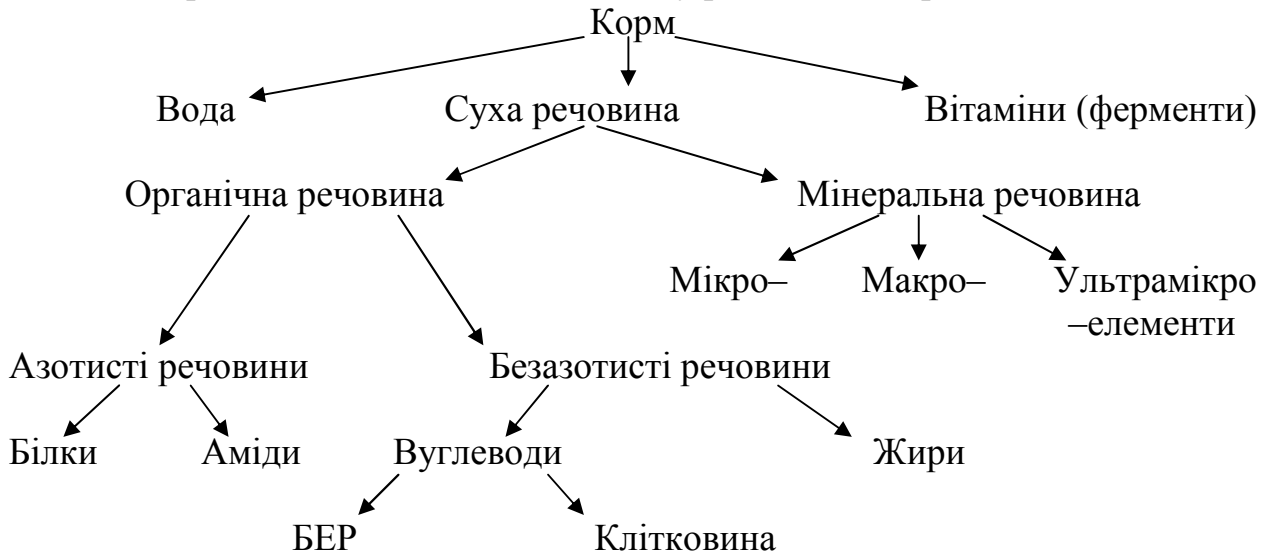 Корм
Вода Суха речовина Вітаміни (ферменти)
Органічна речовина Мінеральна речовина
Мікро– Макро– Ультрамікро
–елементи
Азотисті речовини Безазотисті речовини
Білки Аміди Вуглеводи Жири
БЕР Клітковина